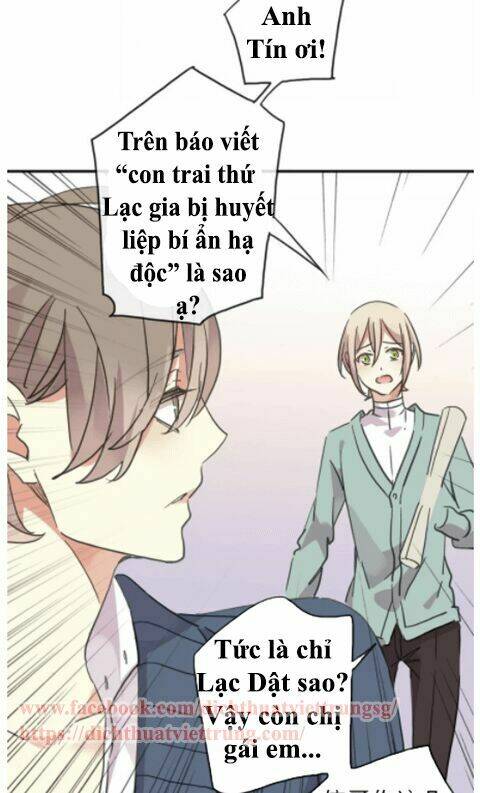 Anh
Tín ơi!
Trên báo viết
“con trai thứ
Lạc gia bị huyết
liệp bí ẩn hạ
độc” là sao
ạ?
Tức là chỉ
Lạc Dật sao?
Vậy còn chị
gái em...
www.facebook.com/dichthuatviettrungsg/
https://dichthuatviettrung.com/